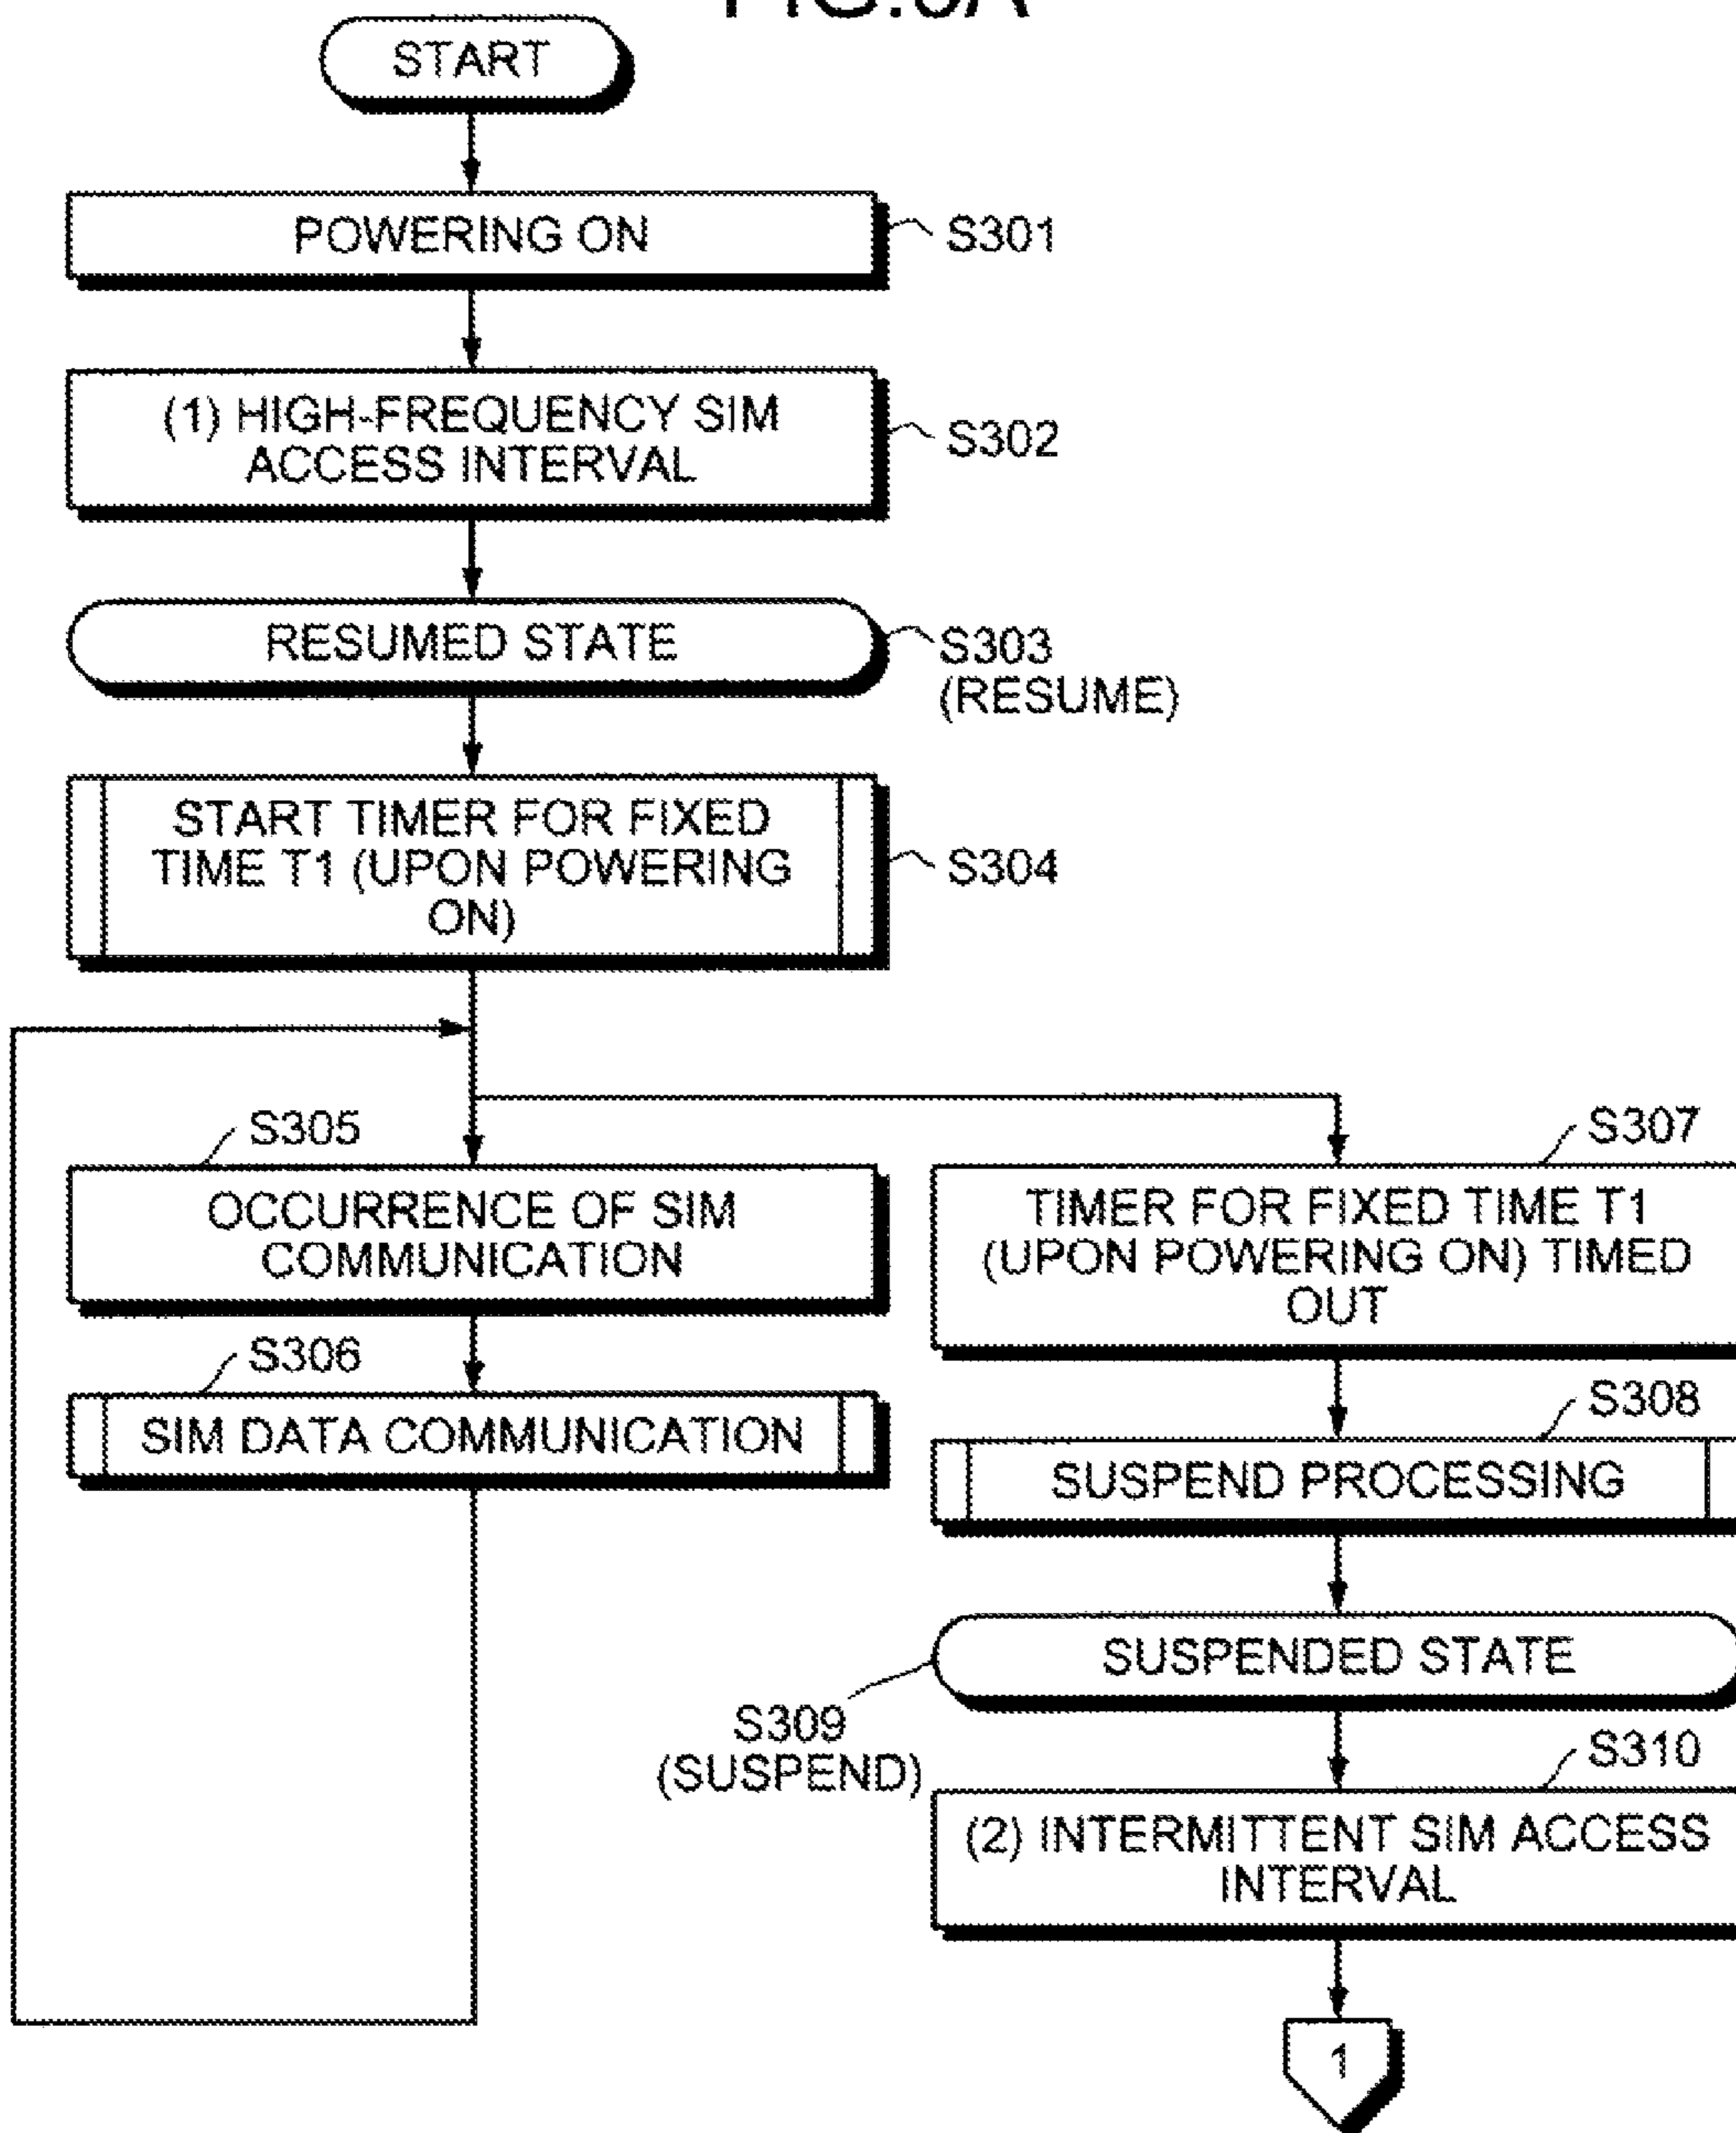 START
POWERING ON
S301
(1) HIGH-FREQUENCY SIM
ACCESS INTERVAL
S302
RESUMED STATE
S303
(RESUME)
START TIMER FOR FIXED
TIME T1 (UPON POWERING
ON)
S304
S305
OCCURRENCE OF SIM
COMMUNICATION
S306
SIM DATA COMMUNICATION
S307
TIMER FOR FIXED TIME T1
(UPON POWERING ON) TIMED
OUT
S308
SUSPEND PROCESSING
SUSPENDED STATE
S309
(SUSPEND)
S310
(2) INTERMITTENT SIM ACCESS
INTERVAL
1